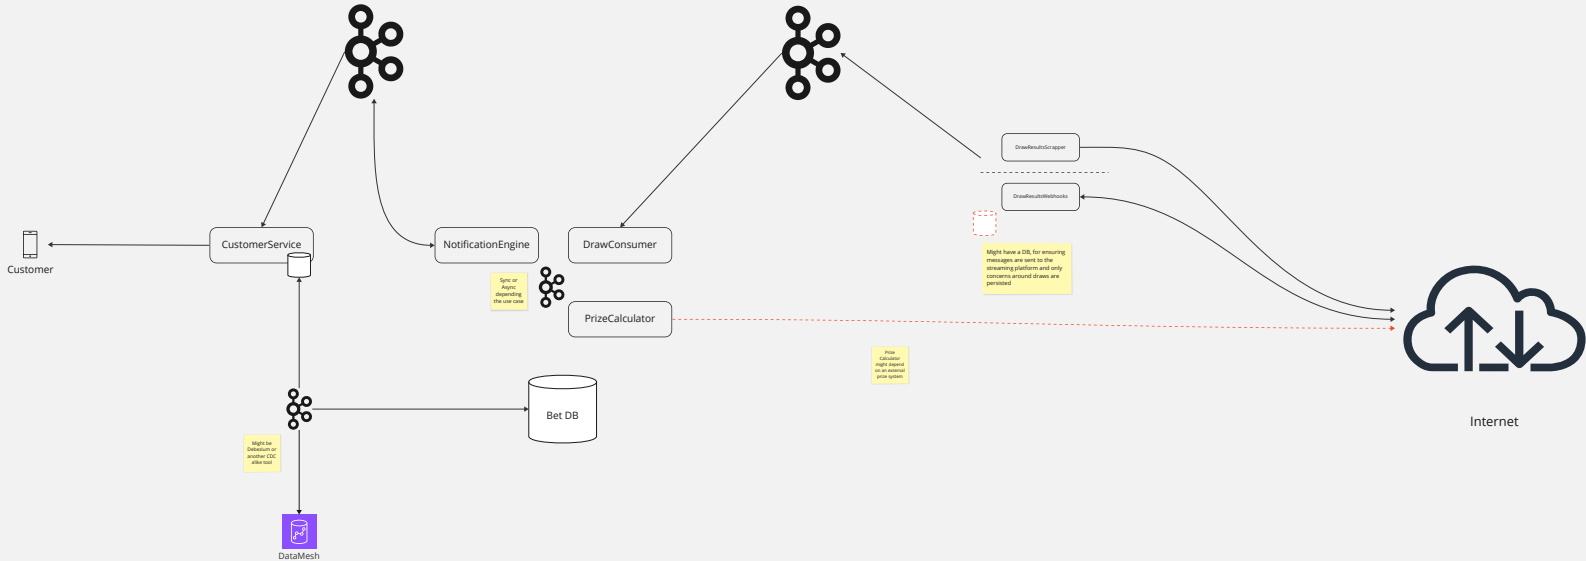 DrawResultsScrapper
DrawResultsWebhooks
CustomerService
NotificationEngine
DrawConsumer
Customer
Might have a DB, for ensuring
messages are sent to the
streaming platform and only
concerns around draws are
persisted
Sync or
Async
depending
the use case
PrizeCalculator
Prize
Calculator
might depend
on an external
prize system
Bet DB
Internet
Might be
Debezium or
another CDC
alike tool
DataMesh